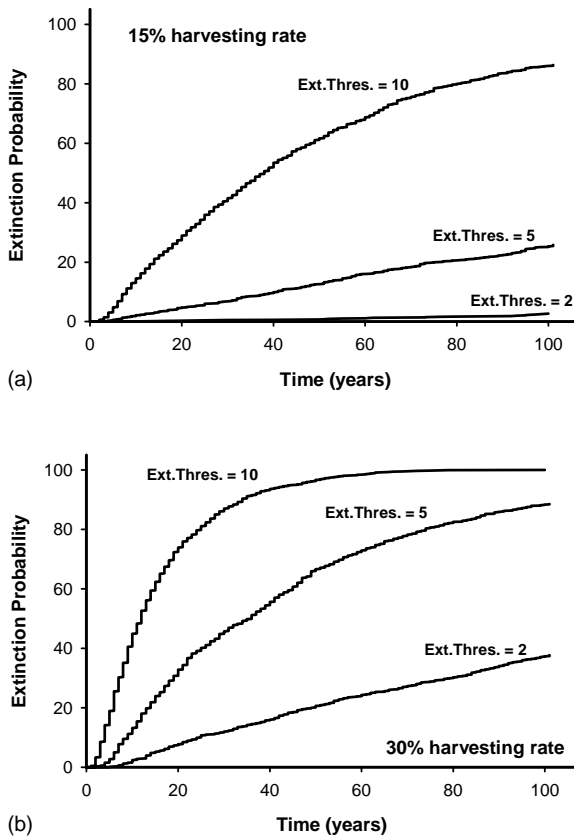 100
15% harvesting rate
Ext.Thres. = 10
80
60
40
Ext.Thres. = 5
20
Ext.Thres. = 2
0
0 20 40 60 80 100
Extinction Probability
Time (years)
(a)
100
Ext.Thres. = 10
Ext.Thres. = 5
80
60
40
Ext.Thres. = 2
20
30% harvesting rate
0
0 20 40 60 80 100
Extinction Probability
Time (years)
(b)